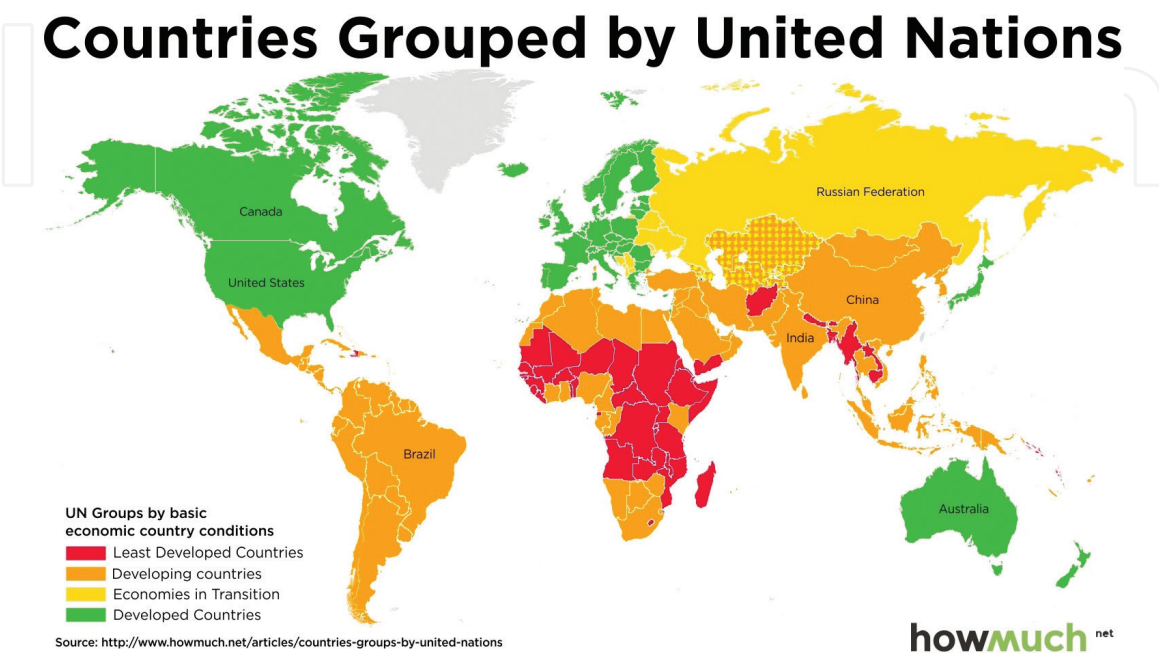 Countries Grouped by United Nations
Russian Federation
Canada
United States
China
India
Brazil
Australia
UN Groups by basic
economic country conditions
Least Developed Countries
Developing countries
Economies in Transition
Developed Countries
Source: http://www.howmuch.net/articles/countries-groups-by-united-nations
howmuch net